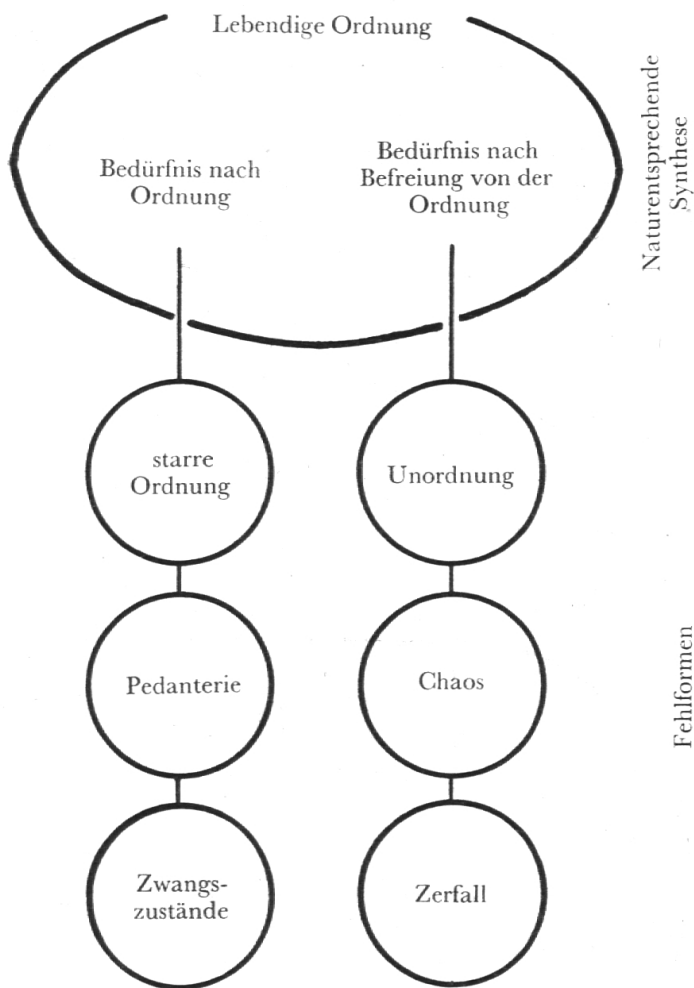 Lebendige Ordnung
Bedürfnis nach
Ordnung
Bedürfnis nach
Befreiung von der
Ordnung
Naturentsprechende
Synthese
starre
Ordnung
Unordnung
Pedanterie
Chaos
Fehlformen
Zwangs-
zustände
Zerfall